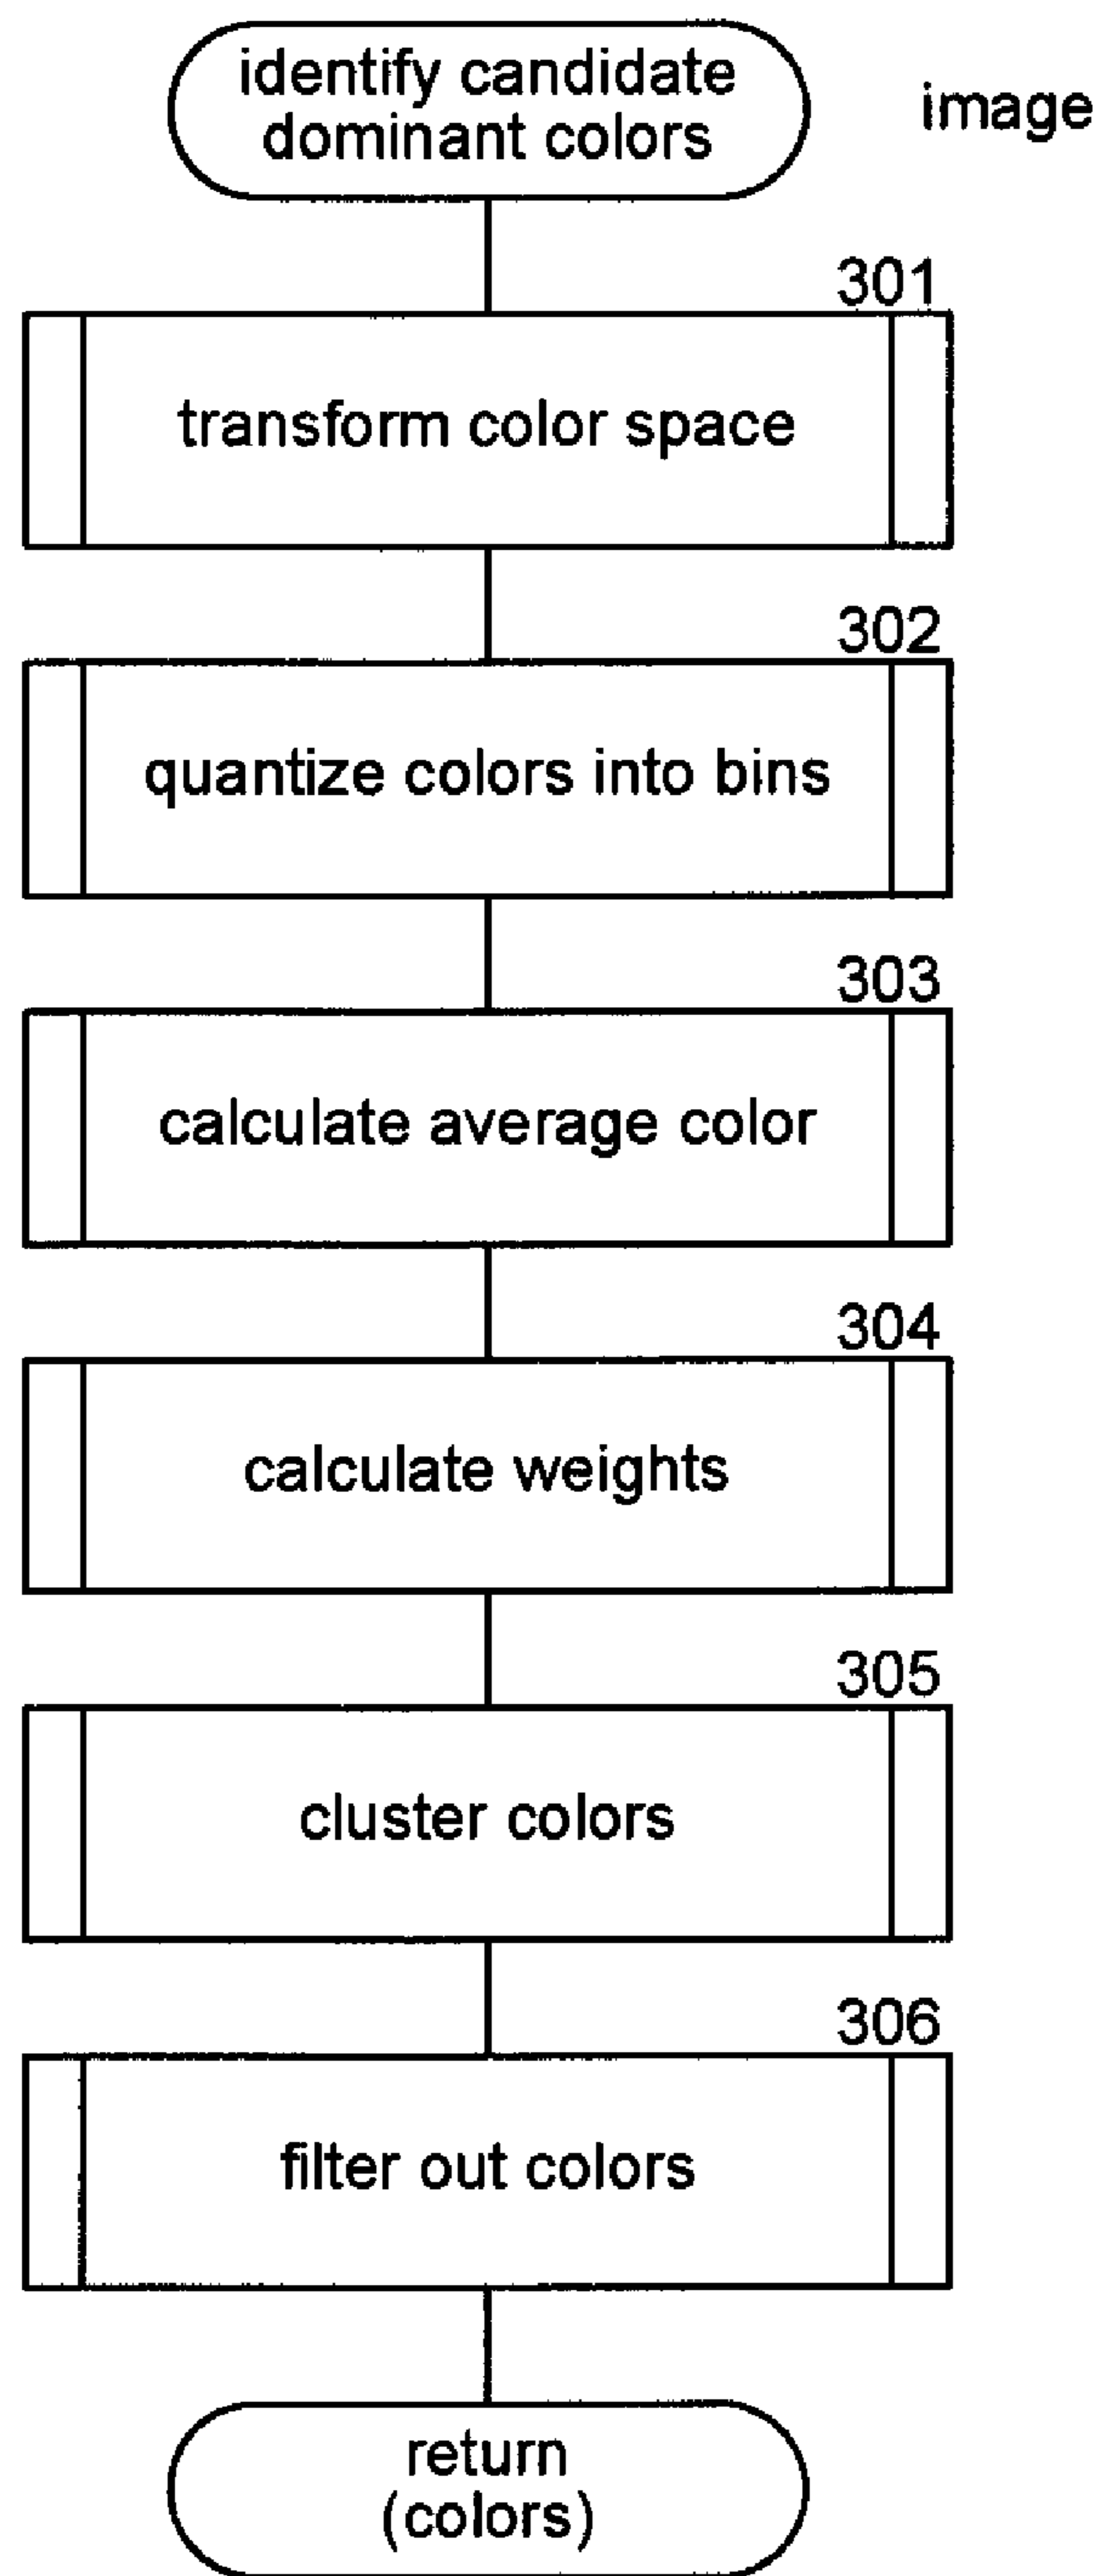 identify candidate
dominant colors
image
301
transform color space
302
quantize colors into bins
303
calculate average color
304
calculate weights
305
cluster colors
306
filter out colors
return
(colors)